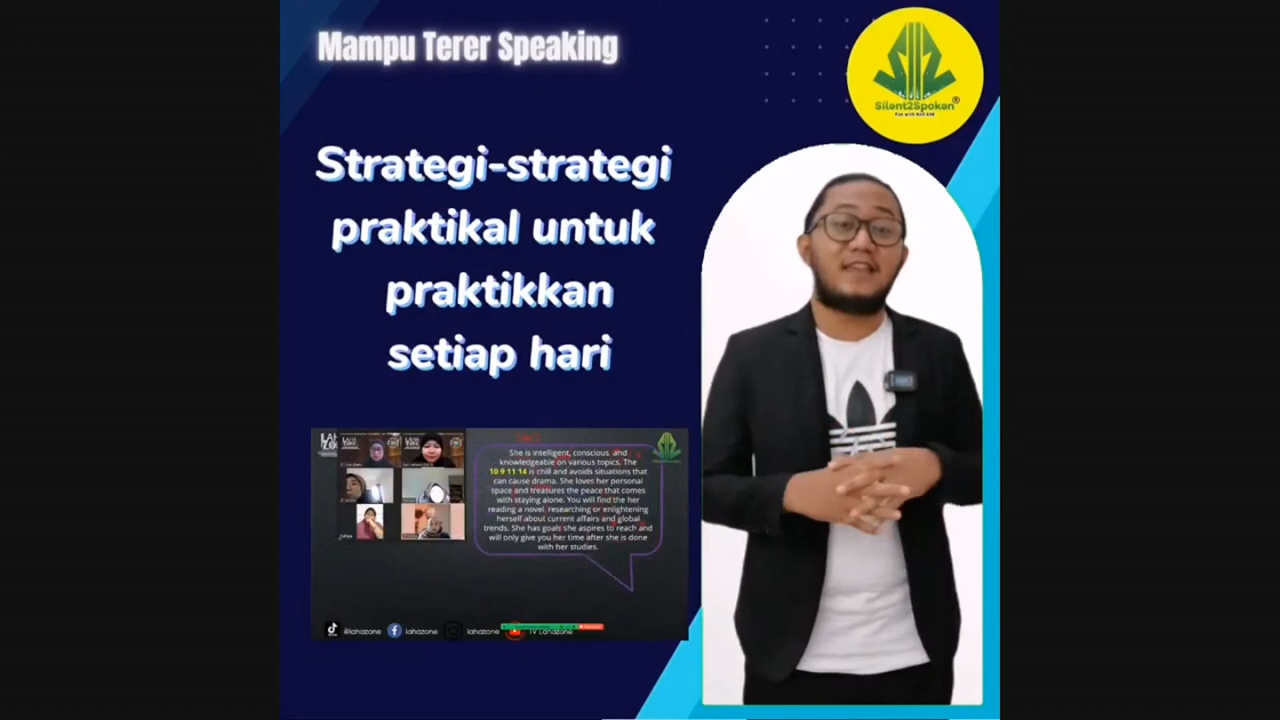 Mampu Terer Speaking
Silent2Spoken®
Strategi-strategi
praktikal untuk
praktikkan
setiap hari
She is intelligent, conscious, and
knowledgeable on various topics. The
10 9 11 14 is chill and avoids situations that
can cause drama. She loves her personal
space and treasures the peace that comes
with staying alone. You will find the her
reading a novel, researching or enlightening
herself about current affairs and global
trends. She has goals she aspires to reach and
will only give you her time after she is done
with her studies.
@lahazone lahazone lahazone TV Lahazone